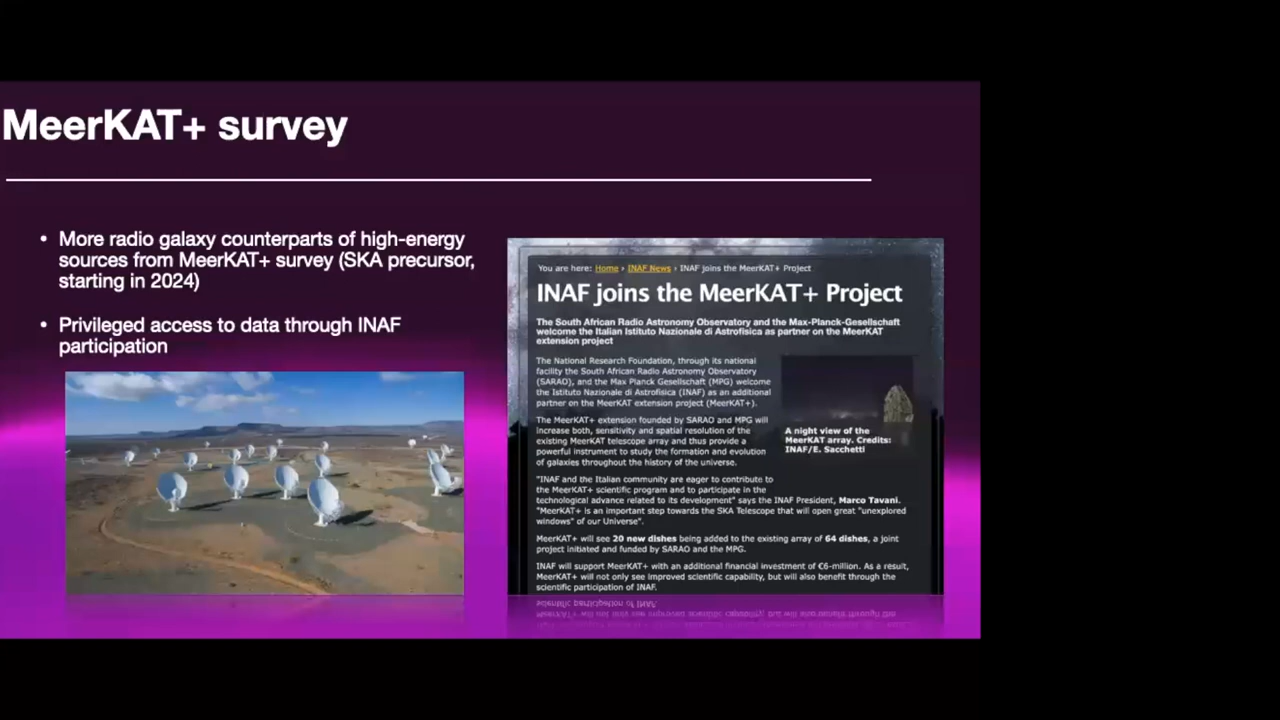 MeerKAT+ survey
• More radio galaxy counterparts of high-energy
sources from MeerKAT+ survey (SKA precursor,
starting in 2024)
• Privileged access to data through INAF
participation
You are here: Home › INAF News › INAF joins the MeerKAT+ Project
INAF joins the MeerKAT+ Project
The South African Radio Astronomy Observatory and the Max-Planck-Gesellschaft
welcome the Italian Istituto Nazionale di Astrofisica as partner on the MeerKAT
extension project
The National Research Foundation, through its national
facility the South African Radio Astronomy Observatory
(SARAO), and the Max Planck Gesellschaft (MPG) welcome
the Istituto Nazionale di Astrofisica (INAF) as an additional
partner on the MeerKAT extension project (MeerKAT+).
The MeerKAT+ extension founded by SARAO and MPG will
increase both, sensitivity and spatial resolution of the
existing MeerKAT telescope array and thus provide a
powerful instrument to study the formation and evolution
of galaxies throughout the history of the universe.
A night view of the
MeerKAT array. Credits:
INAF/E. Sacchetti
"INAF and the Italian community are eager to contribute to
the MeerKAT+ scientific program and to participate in the
technological advance related to its development" says the INAF President, Marco Tavani.
"MeerKAT+ is an important step towards the SKA Telescope that will open great "unexplored
windows" of our Universe".
MeerKAT+ will see 20 new dishes being added to the existing array of 64 dishes, a joint
project initiated and funded by SARAO and the MPG.
INAF will support MeerKAT+ with an additional financial investment of €6-million. As a result,
MeerKAT+ will not only see improved scientific capability, but will also benefit through the
scientific participation of INAF.